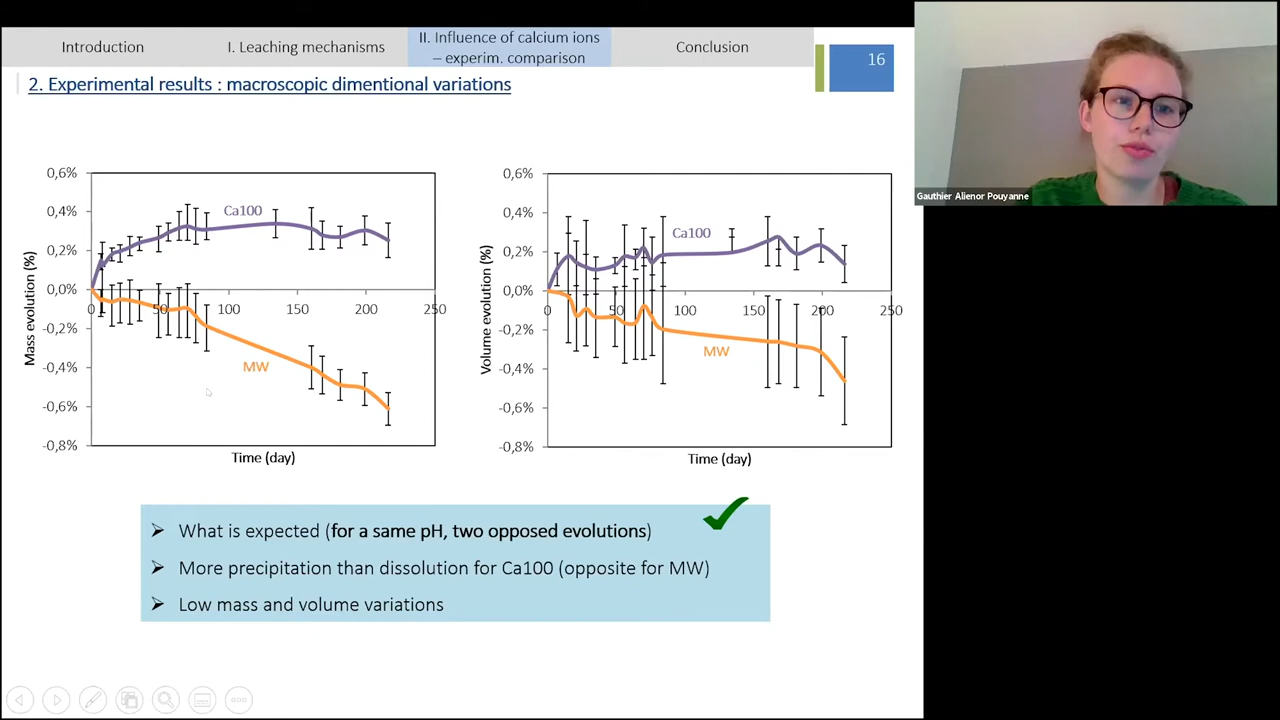 Introduction
I. Leaching mechanisms
II. Influence of calcium ions
– experim. comparison
Conclusion
16
2. Experimental results : macroscopic dimentional variations
Gauthier Alienor Pouyanne
0,6%
0,4%
0,2%
0,0%
-0,2%
-0,4%
-0,6%
-0,8%
Mass evolution (%)
Ca100
MW
0
50
100
150
200
250
Time (day)
0,6%
0,4%
0,2%
0,0%
-0,2%
-0,4%
-0,6%
-0,8%
Volume evolution (%)
Ca100
MW
0
50
100
150
200
250
Time (day)
What is expected (for a same pH, two opposed evolutions)
More precipitation than dissolution for Ca100 (opposite for MW)
Low mass and volume variations